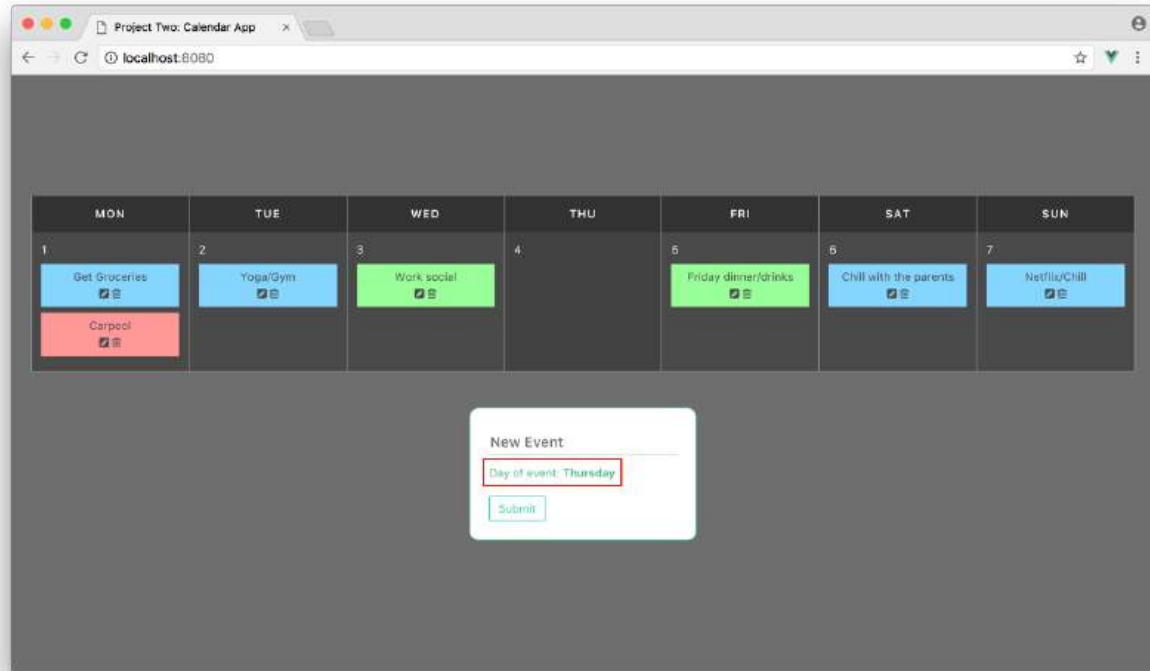 Project Two: Calendar App
localhost:8080
MON TUE WED THU FRI SAT SUN
1 2 3 4 5 6 7
Get Groceries Yoga/Gym Work social Friday dinner/drinks Chill with the parents Netflix/Chill
Carpool
New Event
Day of event: Thursday
Submit